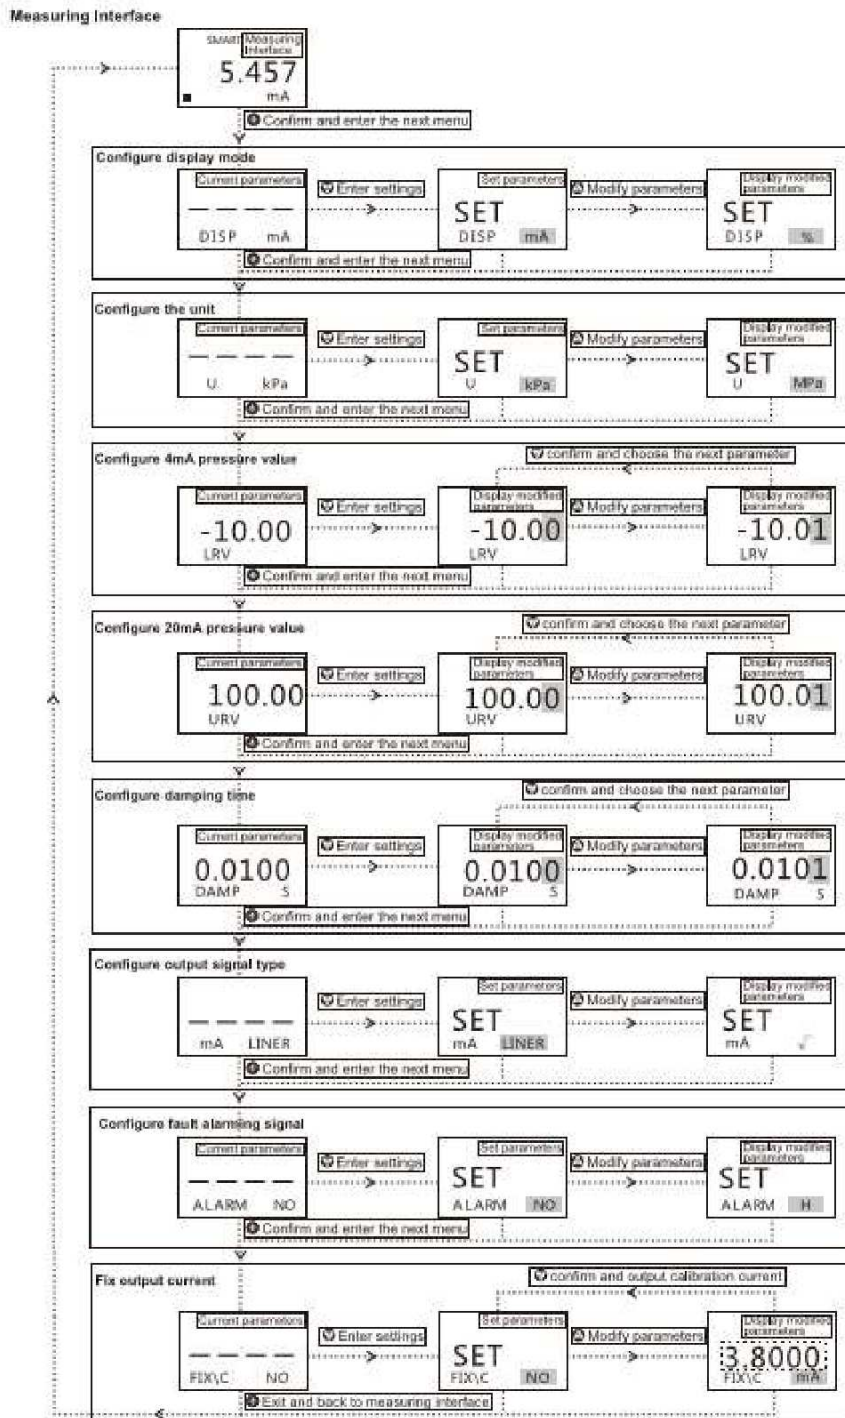 Measuring Interface
SMART Measuring Interface
5.457
mA
Confirm and enter the next menu
Configure display mode
Current parameters
Enter settings
Set parameters
Modify parameters
Display modified parameters
– – – –
SET
SET
DISP mA
DISP mA
DISP %
Confirm and enter the next menu
Configure the unit
Current parameters
Enter settings
Set parameters
Modify parameters
Display modified parameters
– – – –
SET
SET
U kPa
U kPa
U MPa
Confirm and enter the next menu
Configure 4mA pressure value
confirm and choose the next parameter
Current parameters
Enter settings
Display modified parameters
Modify parameters
Display modified parameters
-10.00
-10.00
-10.01
LRV
LRV
LRV
Confirm and enter the next menu
Configure 20mA pressure value
confirm and choose the next parameter
Current parameters
Enter settings
Display modified parameters
Modify parameters
Display modified parameters
100.00
100.00
100.01
URV
URV
URV
Confirm and enter the next menu
Configure damping time
confirm and choose the next parameter
Current parameters
Enter settings
Display modified parameters
Modify parameters
Display modified parameters
0.0100
0.0100
0.0101
DAMP S
DAMP S
DAMP S
Confirm and enter the next menu
Configure output signal type
Enter settings
Set parameters
Modify parameters
Display modified parameters
– – – –
SET
SET
mA LINER
mA LINER
mA √
Confirm and enter the next menu
Configure fault alarming signal
Current parameters
Enter settings
Set parameters
Modify parameters
Display modified parameters
– – – –
SET
SET
ALARM NO
ALARM NO
ALARM H
Confirm and enter the next menu
Fix output current
confirm and output calibration current
Current parameters
Enter settings
Set parameters
Modify parameters
Display modified parameters
– – – –
SET
3.8000
FIX\C NO
FIX\C NO
FIX\C mA
Exit and back to measuring interface